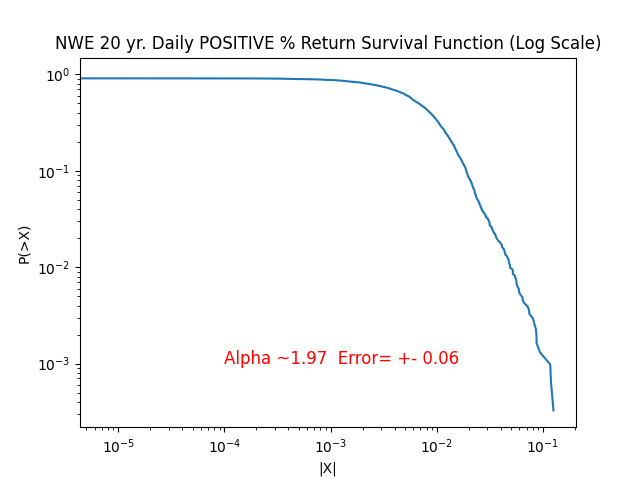 NWE 20 yr. Daily POSITIVE % Return Survival Function (Log Scale)
10⁰
10⁻¹
10⁻²
10⁻³
P(>X)
Alpha ~1.97  Error= +- 0.06
10⁻⁵ 10⁻⁴ 10⁻³ 10⁻² 10⁻¹
|X|